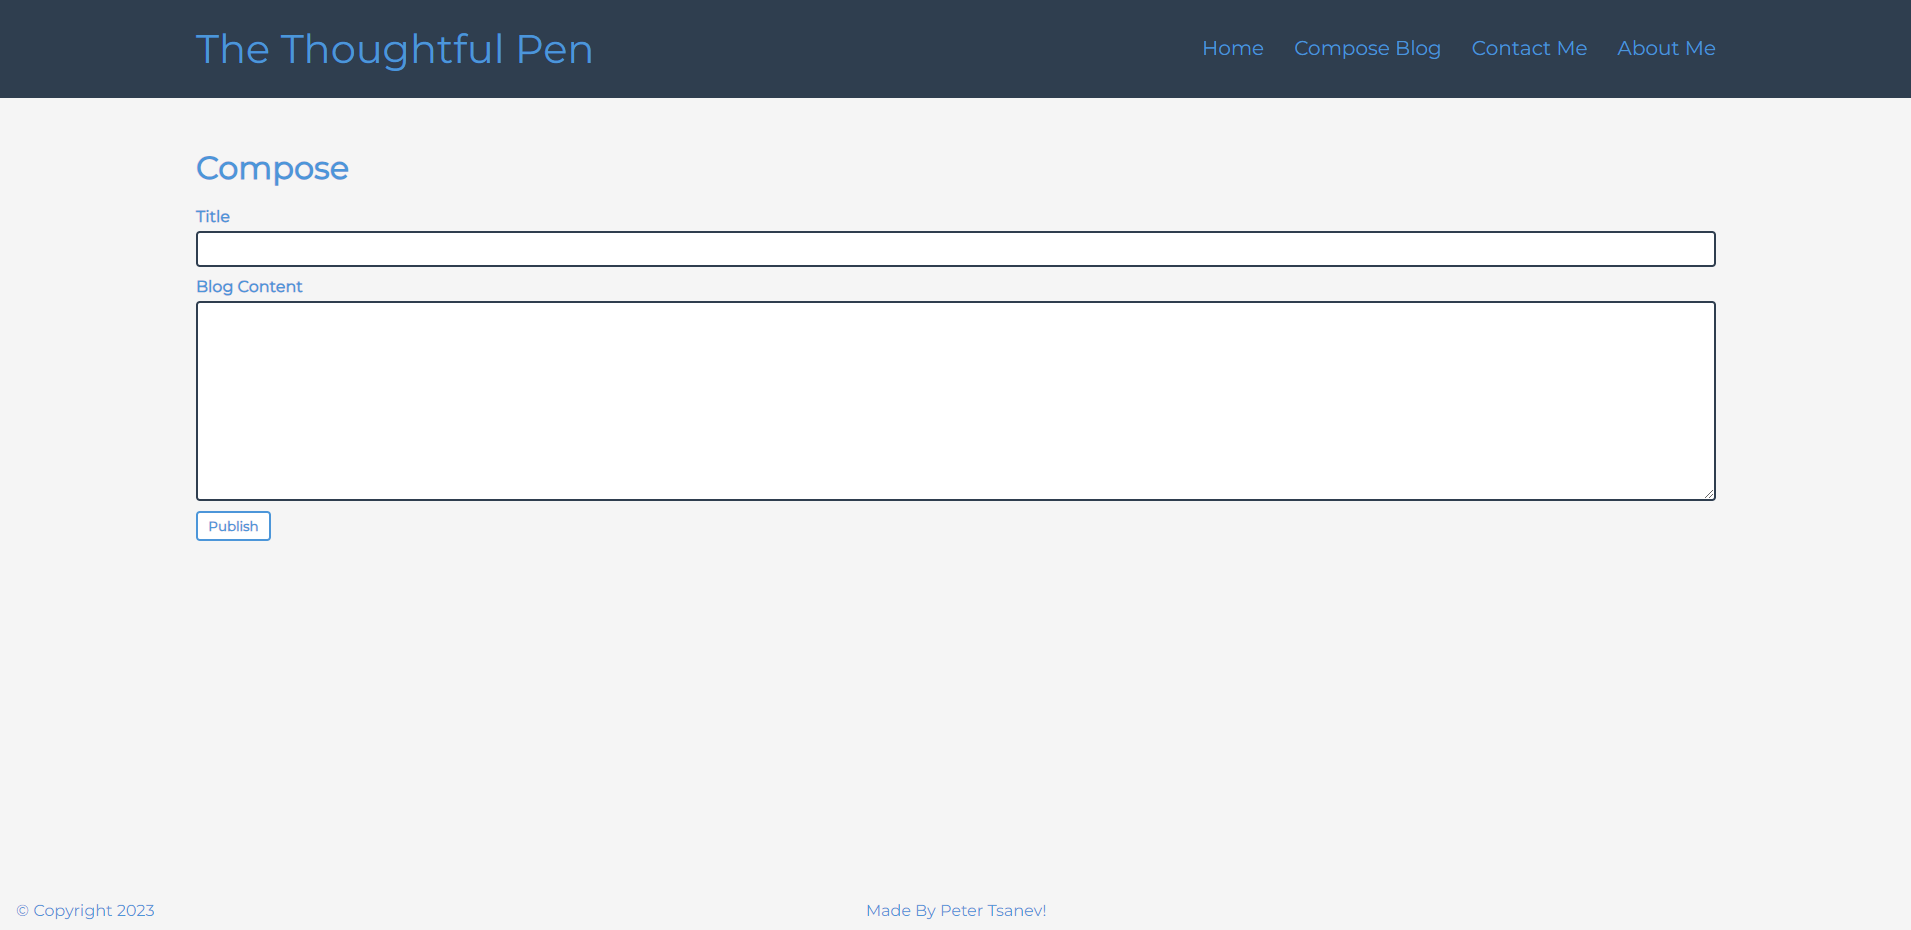 The Thoughtful Pen
Home Compose Blog Contact Me About Me
Compose
Title
Blog Content
Publish
© Copyright 2023
Made By Peter Tsanev!